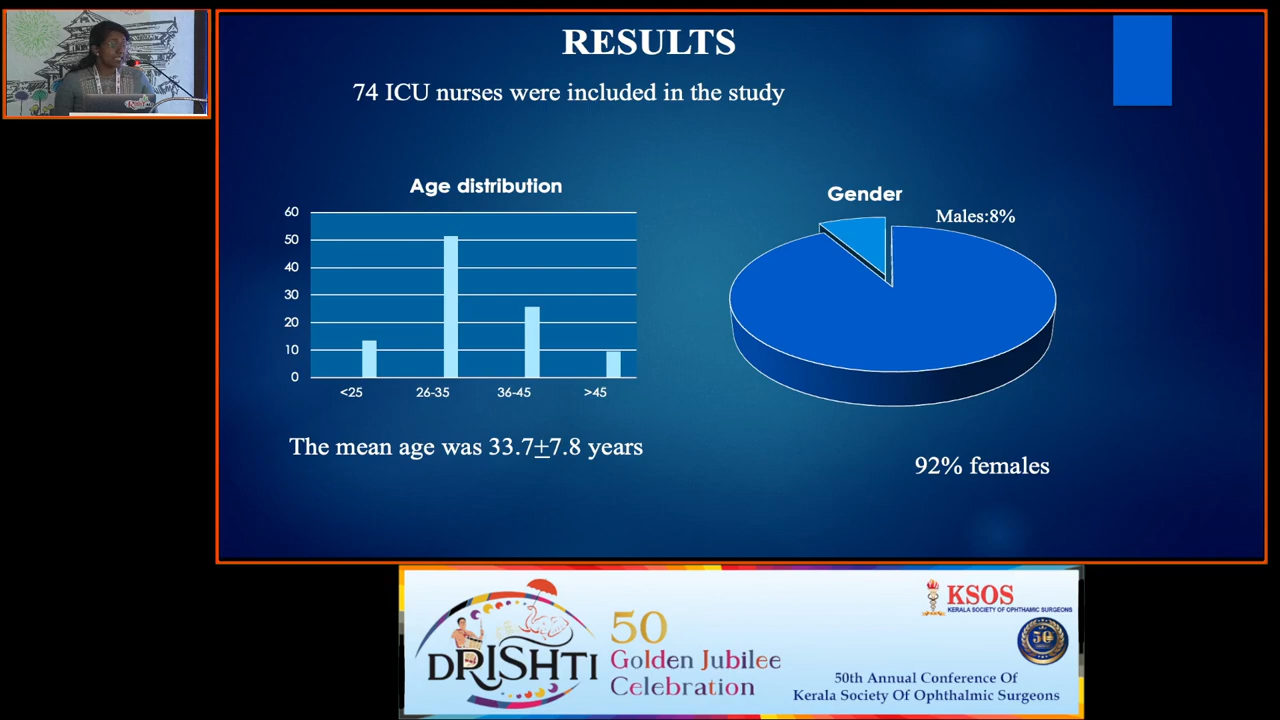 RESULTS
74 ICU nurses were included in the study
Age distribution
60
50
40
30
20
10
0
<25 26-35 36-45 >45
The mean age was 33.7±7.8 years
Gender
Males:8%
92% females
DRISHTI
50
Golden Jubilee
Celebration
KSOS
KERALA SOCIETY OF OPHTHAMIC SURGEONS
50
50th Annual Conference Of
Kerala Society Of Ophthalmic Surgeons